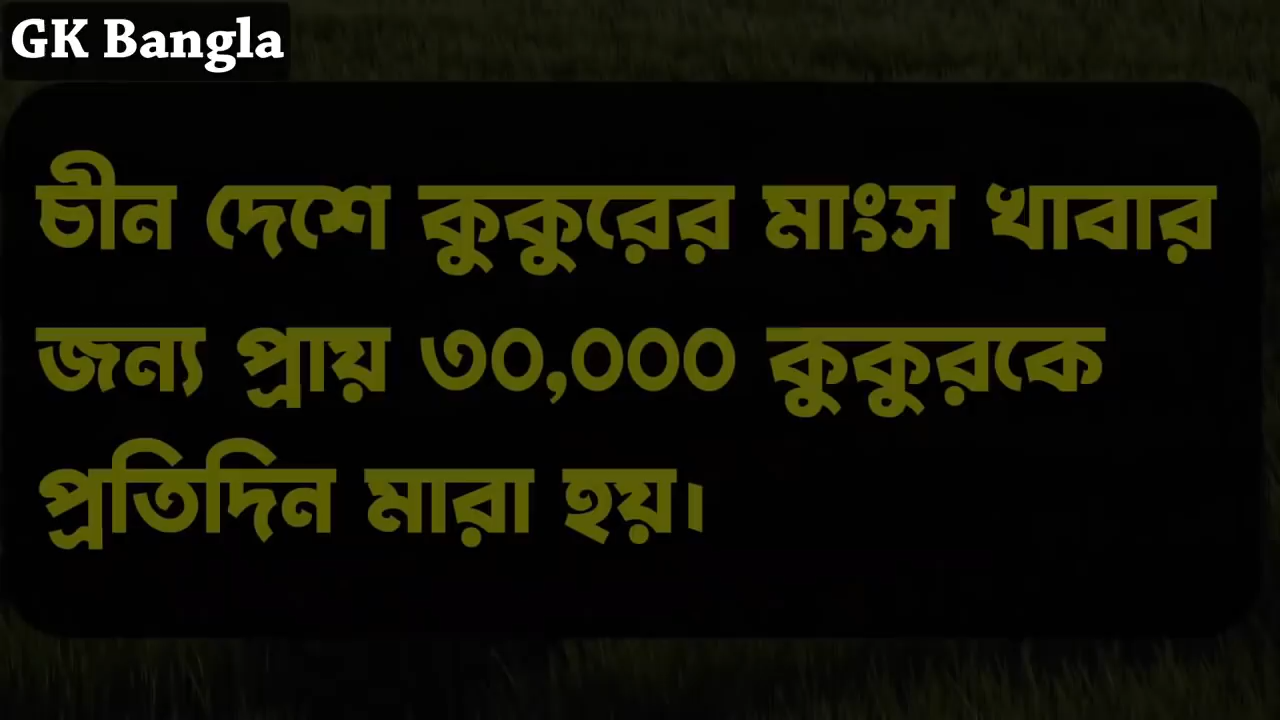 GK Bangla
চীন দেশে কুকুরের মাংস খাবার
জন্য প্রায় ৩০,০০০ কুকুরকে
প্রতিদিন মারা হয়।